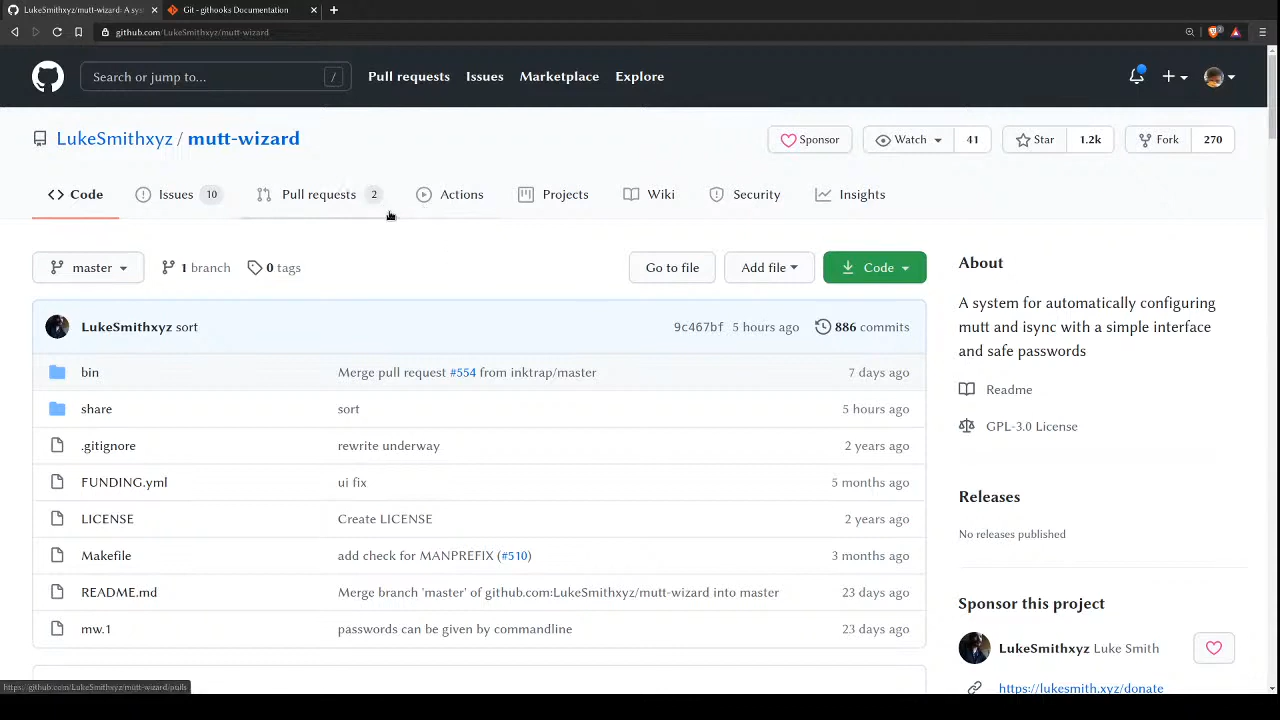 LukeSmithxyz/mutt-wizard: A sys
Git - githooks Documentation
github.com/LukeSmithxyz/mutt-wizard
Search or jump to... /
Pull requests Issues Marketplace Explore
LukeSmithxyz / mutt-wizard
Sponsor
Watch 41
Star 1.2k
Fork 270
Code
Issues 10
Pull requests 2
Actions
Projects
Wiki
Security
Insights
master 1 branch 0 tags
Go to file Add file Code
LukeSmithxyz sort 9c467bf 5 hours ago 886 commits
bin Merge pull request #554 from inktrap/master 7 days ago
share sort 5 hours ago
.gitignore rewrite underway 2 years ago
FUNDING.yml ui fix 5 months ago
LICENSE Create LICENSE 2 years ago
Makefile add check for MANPREFIX (#510) 3 months ago
README.md Merge branch 'master' of github.com:LukeSmithxyz/mutt-wizard into master 23 days ago
mw.1 passwords can be given by commandline 23 days ago
About
A system for automatically configuring
mutt and isync with a simple interface
and safe passwords
Readme
GPL-3.0 License
Releases
No releases published
Sponsor this project
LukeSmithxyz Luke Smith
https://lukesmith.xyz/donate
https://github.com/LukeSmithxyz/mutt-wizard/pulls